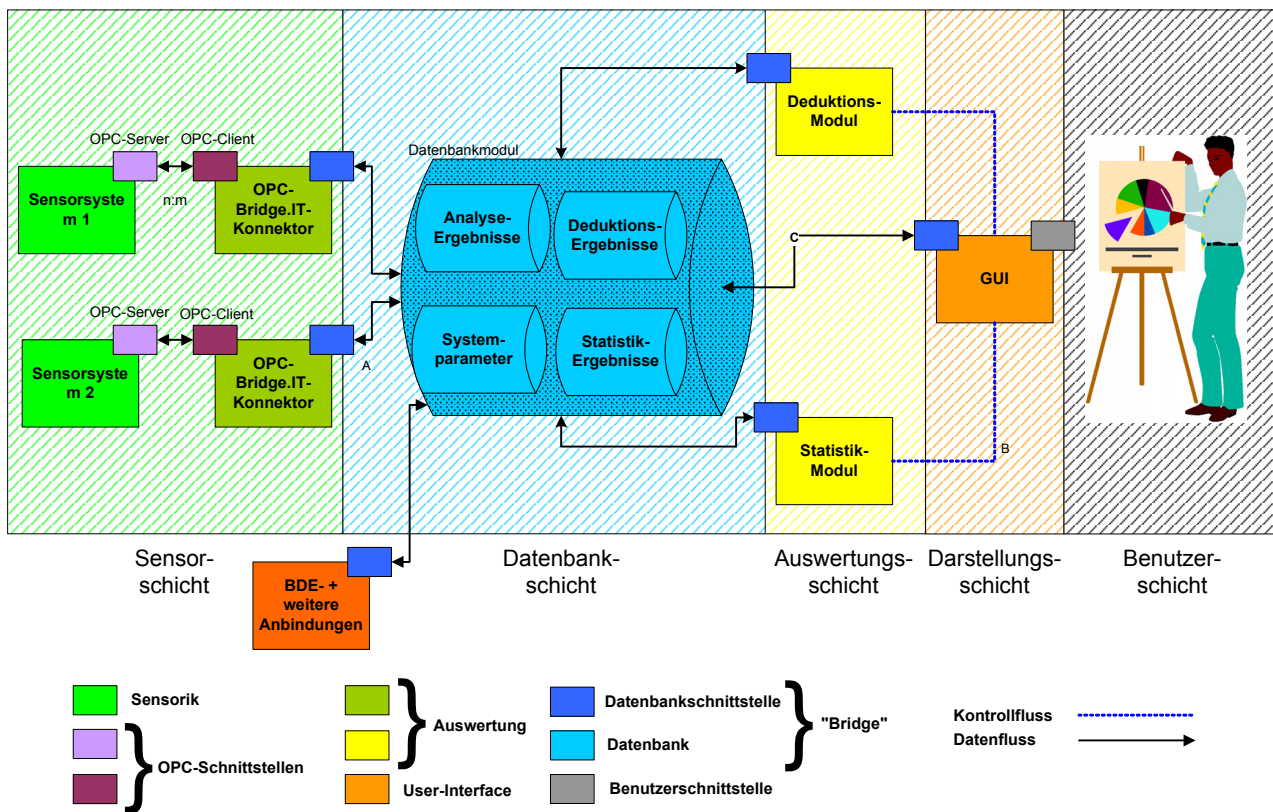 OPC-Server
OPC-Client
Sensorsyste
m 1
n:m
OPC-
Bridge.IT-
Konnektor
OPC-Server
OPC-Client
Sensorsyste
m 2
OPC-
Bridge.IT-
Konnektor
A
Datenbankmodul
Analyse-
Ergebnisse
Deduktions-
Ergebnisse
System-
parameter
Statistik-
Ergebnisse
Deduktions-
Modul
C
GUI
Statistik-
Modul
B
Sensor-
schicht
Datenbank-
schicht
Auswertungs-
schicht
Darstellungs-
schicht
Benutzer-
schicht
BDE- +
weitere
Anbindungen
Sensorik
OPC-Schnittstellen
Auswertung
User-Interface
Datenbankschnittstelle
Datenbank
Benutzerschnittstelle
"Bridge"
Kontrollfluss
Datenfluss